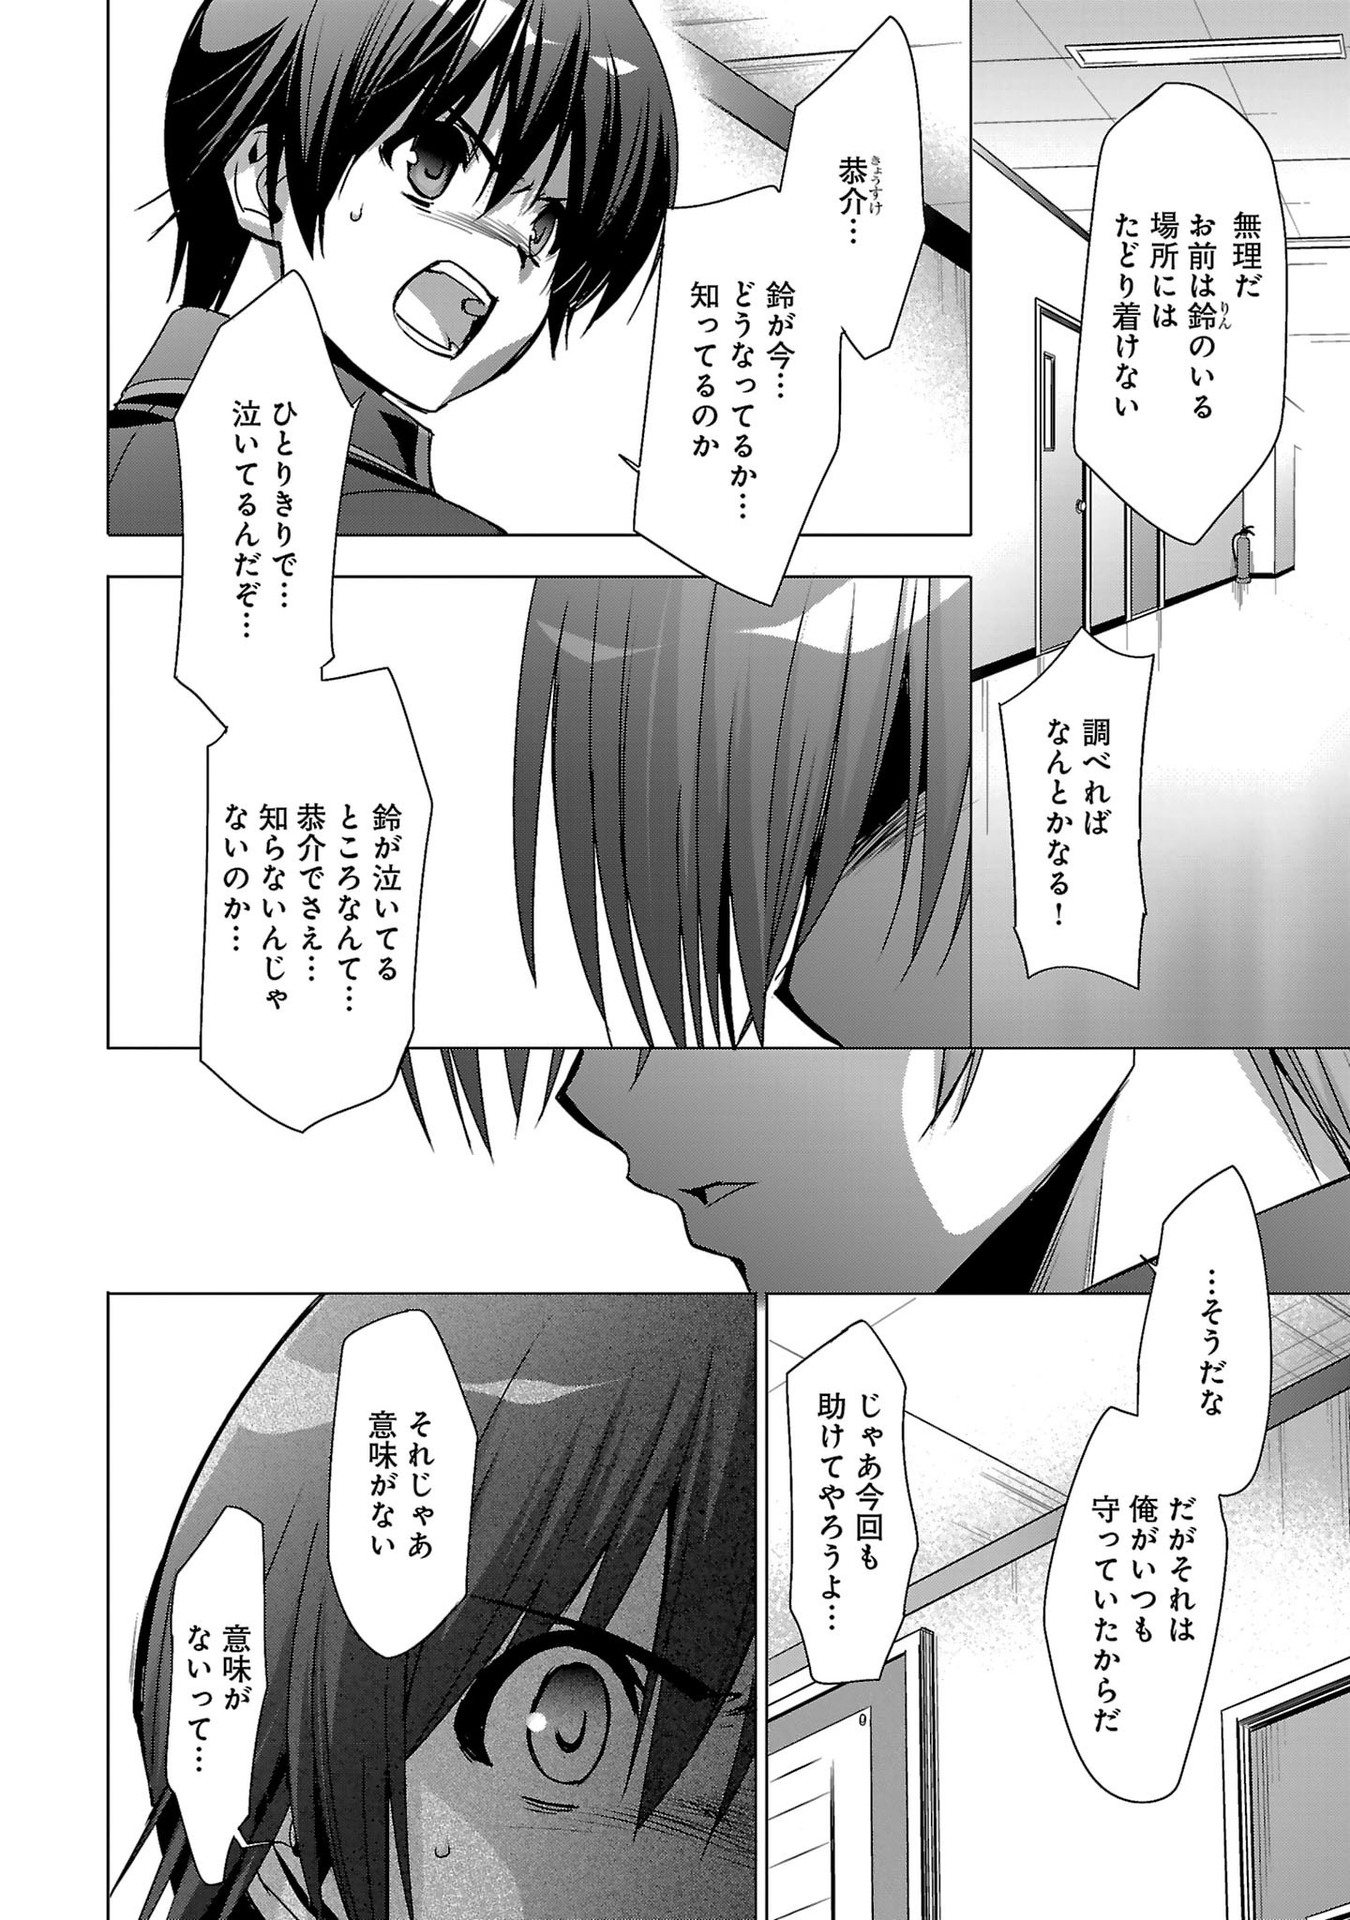 無理だ
お前は鈴のいる
りん
場所には
たどり着けない
調べれば
なんとかなる！
恭介…
きょうすけ
鈴が今…
どうなってるか…
知ってるのか
ひとりきりで…
泣いてるんだぞ…
鈴が泣いてる
ところなんて…
恭介でさえ…
知らないんじゃ
ないのか…
…そうだな
だがそれは
俺がいつも
守っていたからだ
じゃあ今回も
助けてやろうよ…
それじゃあ
意味がない
意味が
ないって…